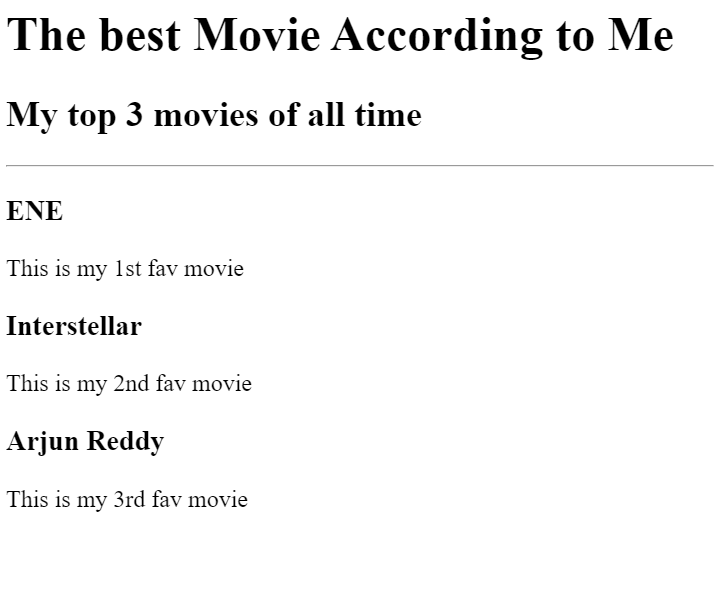 The best Movie According to Me
My top 3 movies of all time
ENE
This is my 1st fav movie
Interstellar
This is my 2nd fav movie
Arjun Reddy
This is my 3rd fav movie